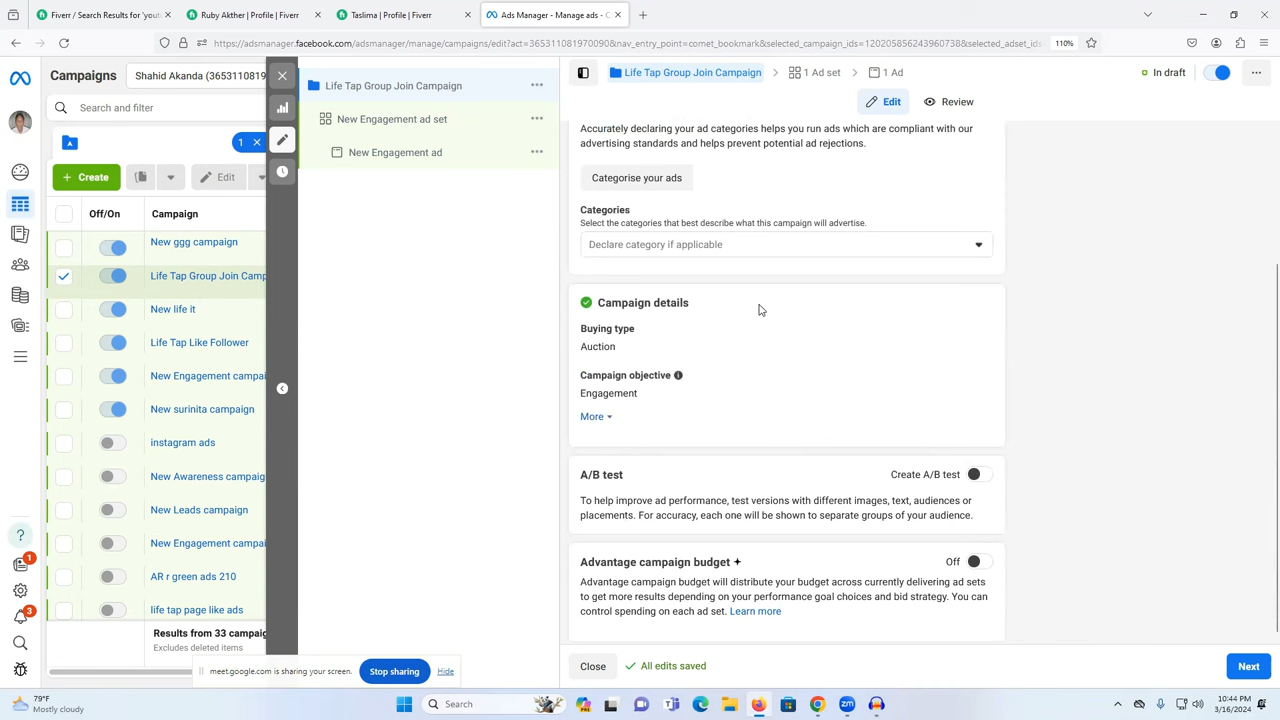 Fiverr / Search Results for 'yout
Ruby Aktar | Profile | Fiverr
Taslima | Profile | Fiverr
Ads Manager - Manage ads - C
https://adsmanager.facebook.com/adsmanager/manage/campaigns/edit?act=365311081970090&nav_entry_point=comet_bookmark&selected_campaign_ids=120205856243960738&selected_adset_ids
110%
Campaigns
Shahid Akanda (3653110819
Search and filter
1
Create
Edit
Off/On
Campaign
New ggg campaign
Life Tap Group Join Camp
New life it
Life Tap Like Follower
New Engagement campai
New surinita campaign
instagram ads
New Awareness campaig
New Leads campaign
New Engagement campai
AR r green ads 210
life tap page like ads
Results from 33 campaig
Excludes deleted items
1
3
Life Tap Group Join Campaign
New Engagement ad set
New Engagement ad
Life Tap Group Join Campaign
1 Ad set
1 Ad
In draft
Edit
Review
Accurately declaring your ad categories helps you run ads which are compliant with our
advertising standards and helps prevent potential ad rejections.
Categorise your ads
Categories
Select the categories that best describe what this campaign will advertise.
Declare category if applicable
Campaign details
Buying type
Auction
Campaign objective
Engagement
More
A/B test
Create A/B test
To help improve ad performance, test versions with different images, text, audiences or
placements. For accuracy, each one will be shown to separate groups of your audience.
Advantage campaign budget
Off
Advantage campaign budget will distribute your budget across currently delivering ad sets
to get more results depending on your performance goal choices and bid strategy. You can
control spending on each ad set. Learn more
Close
All edits saved
Next
meet.google.com is sharing your screen.
Stop sharing
Hide
79°F
Mostly cloudy
Search
10:44 PM
3/16/2024